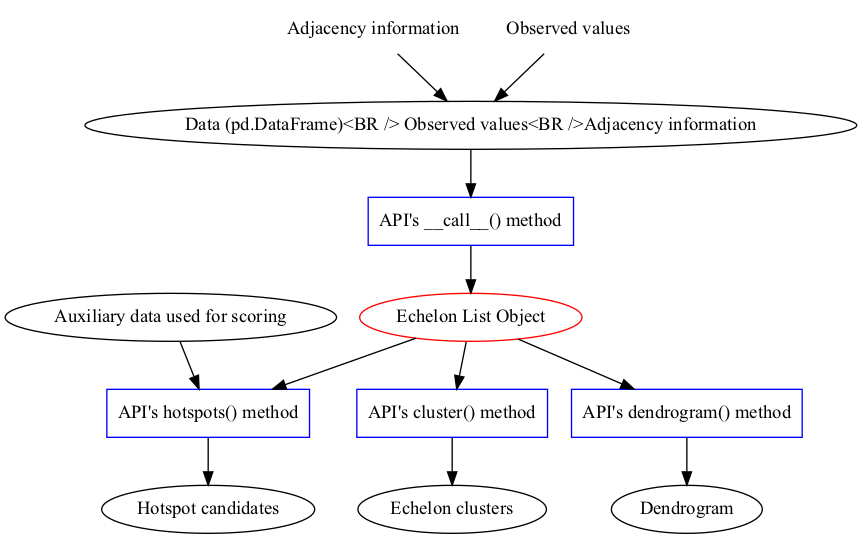 Adjacency information
Observed values
Data (pd.DataFrame)<BR /> Observed values<BR />Adjacency information
API's __call__() method
Auxiliary data used for scoring
Echelon List Object
API's hotspots() method
API's cluster() method
API's dendrogram() method
Hotspot candidates
Echelon clusters
Dendrogram